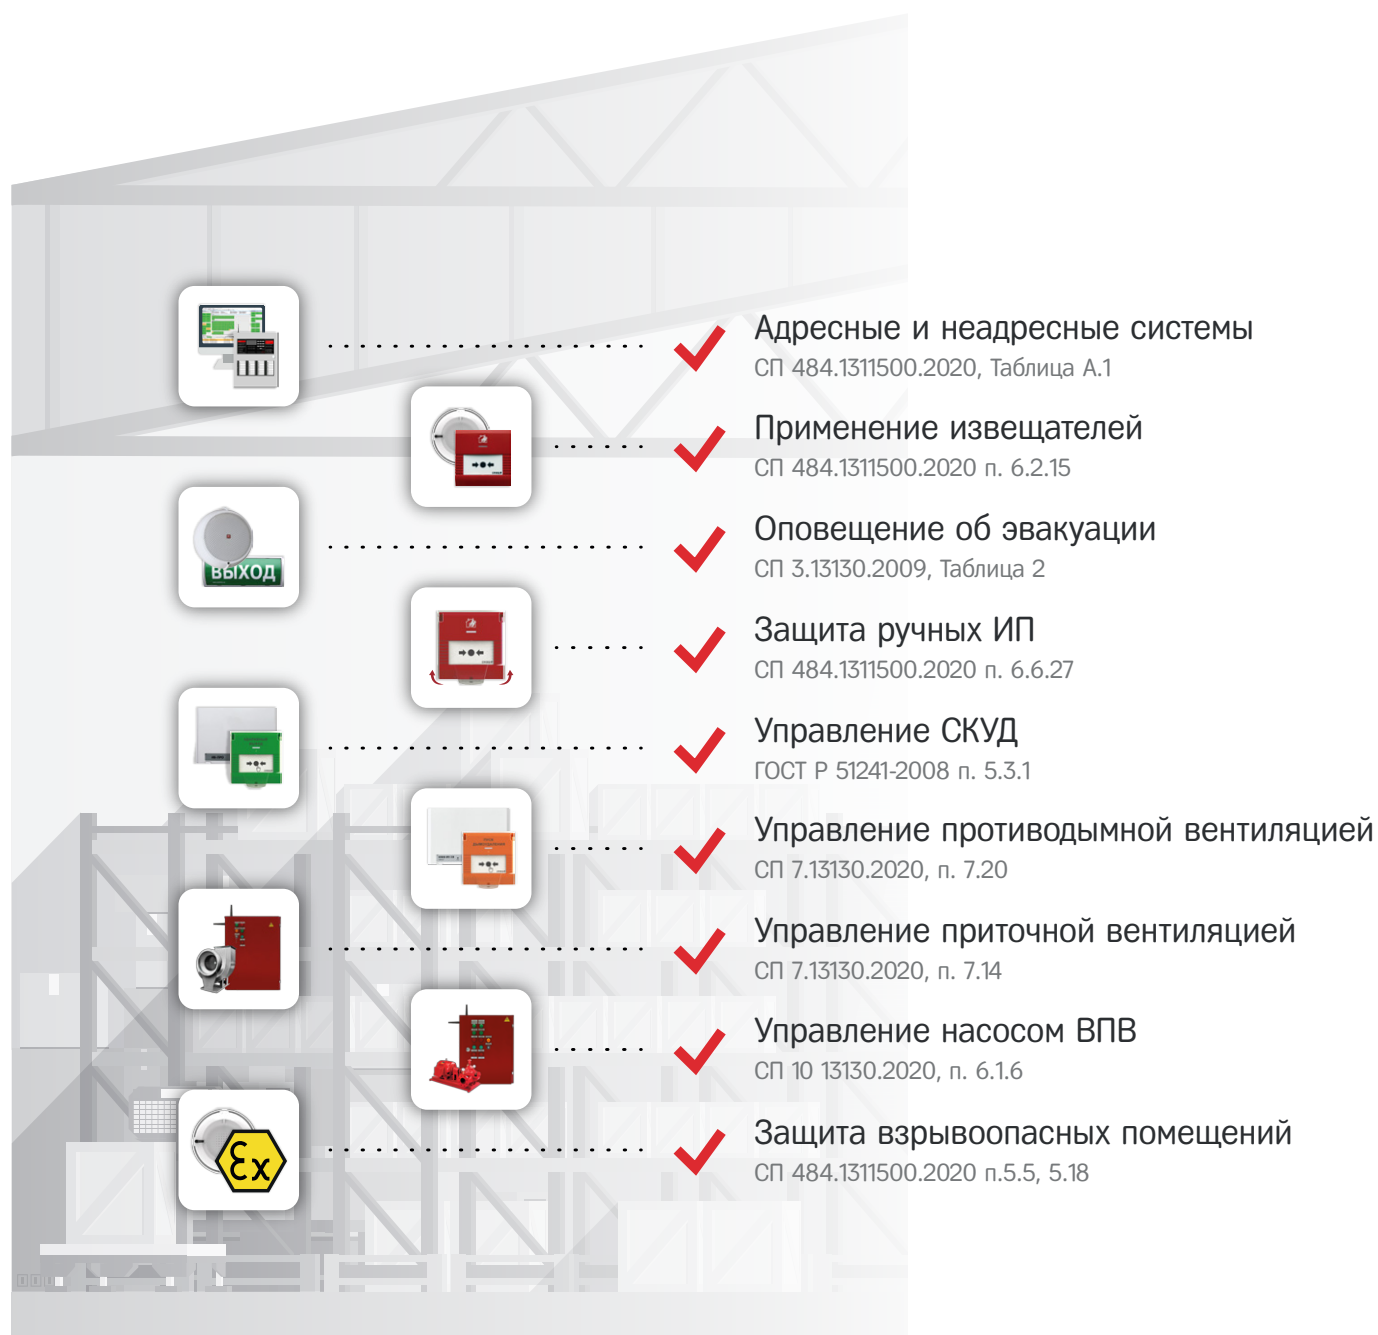 Адресные и неадресные системы
СП 484.1311500.2020, Таблица А.1
Применение извещателей
СП 484.1311500.2020 п. 6.2.15
ВЫХОД
Оповещение об эвакуации
СП 3.13130.2009, Таблица 2
Защита ручных ИП
СП 484.1311500.2020 п. 6.6.27
Управление СКУД
ГОСТ Р 51241-2008 п. 5.3.1
Управление противодымной вентиляцией
СП 7.13130.2020, п. 7.20
Управление приточной вентиляцией
СП 7.13130.2020, п. 7.14
Управление насосом ВПВ
СП 10 13130.2020, п. 6.1.6
Ex
Защита взрывоопасных помещений
СП 484.1311500.2020 п.5.5, 5.18